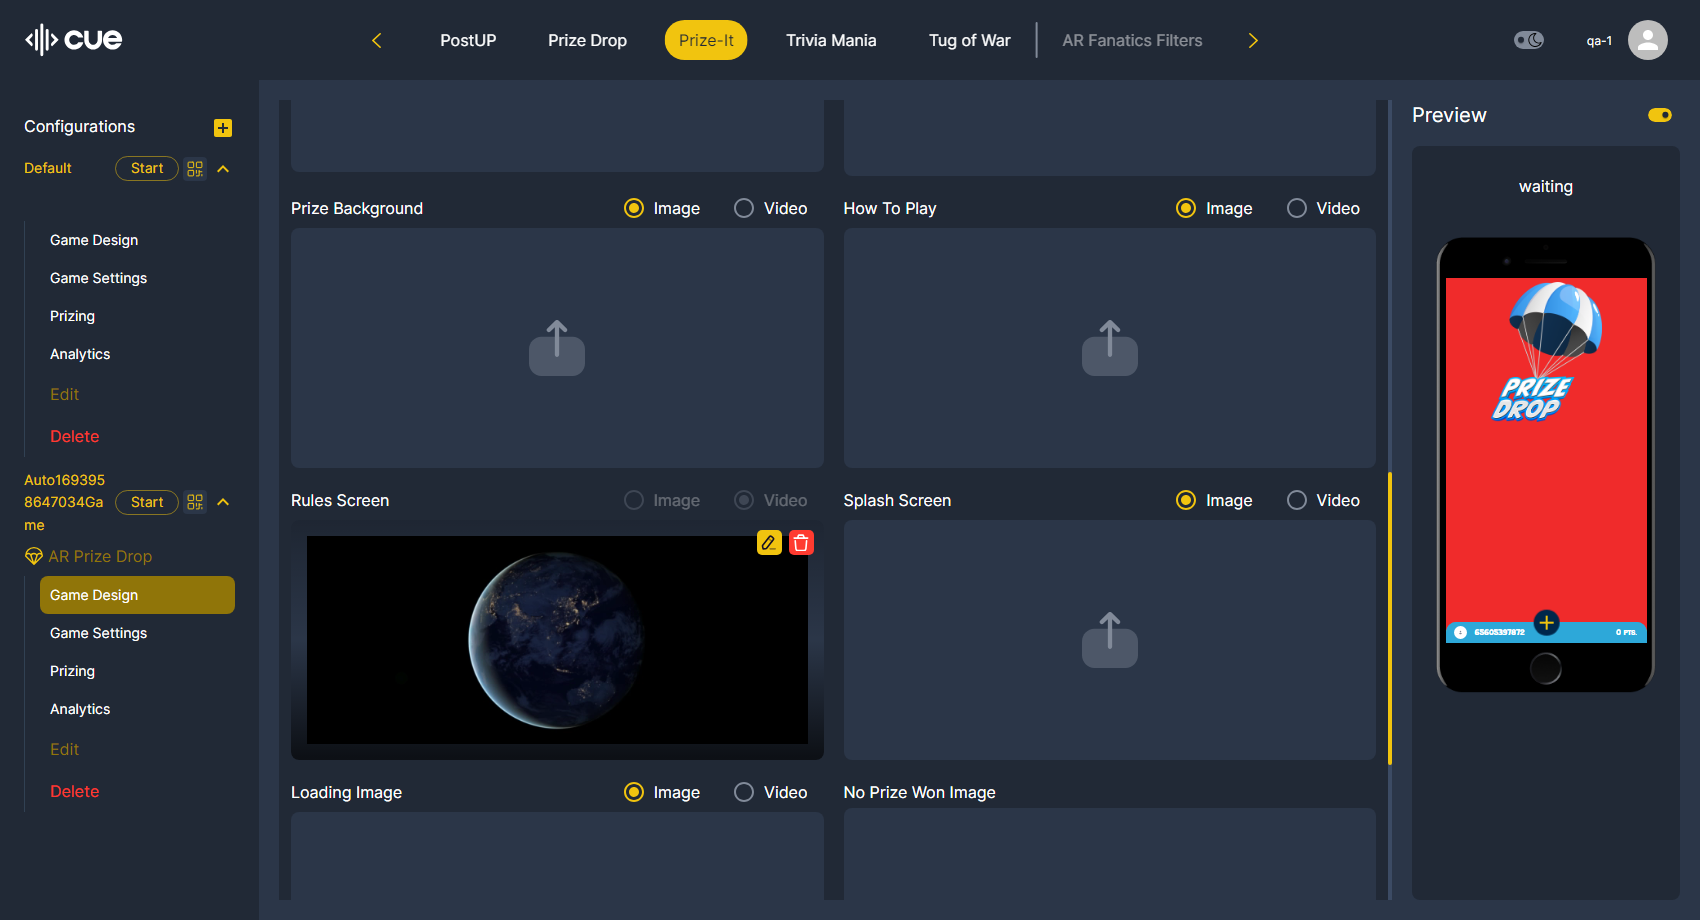 cue
PostUP
Prize Drop
Prize-It
Trivia Mania
Tug of War
AR Fanatics Filters
qa-1
Configurations
Default
Start
Game Design
Game Settings
Prizing
Analytics
Edit
Delete
Auto169395
8647034Ga
me
Start
AR Prize Drop
Game Design
Game Settings
Prizing
Analytics
Edit
Delete
Prize Background
Image
Video
How To Play
Image
Video
Rules Screen
Image
Video
Splash Screen
Image
Video
Loading Image
Image
Video
No Prize Won Image
Preview
waiting
PRIZE
DROP
65605397872
0 PTS.